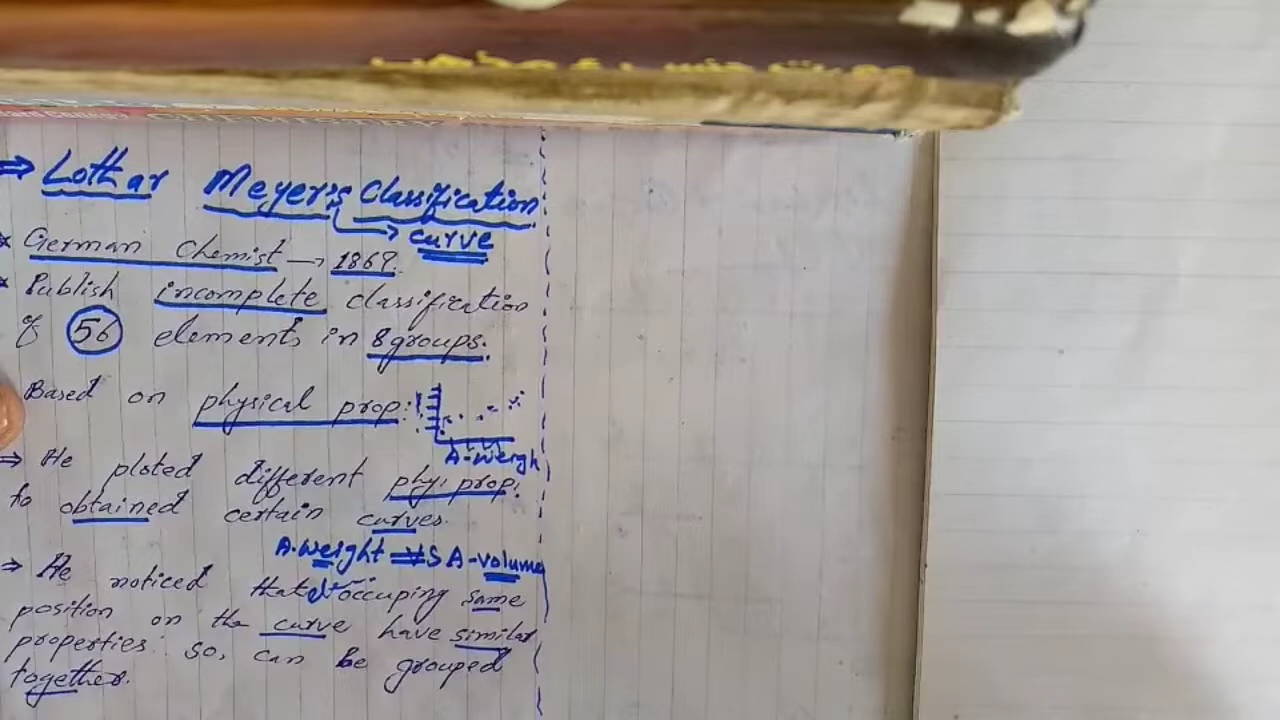 ⇒ Lothar Meyer's Classification
→ curve
* German Chemist → 1869.
* Publish incomplete classification
of 56 elements in 8 groups.
Based on physical prop:
A-weigh
⇒ He ploted different phy: prop:
to obtained certain curves.
A.weight A-volume
⇒ He noticed that occuping same
position on the curve have similar
properties. So, can be grouped
together.